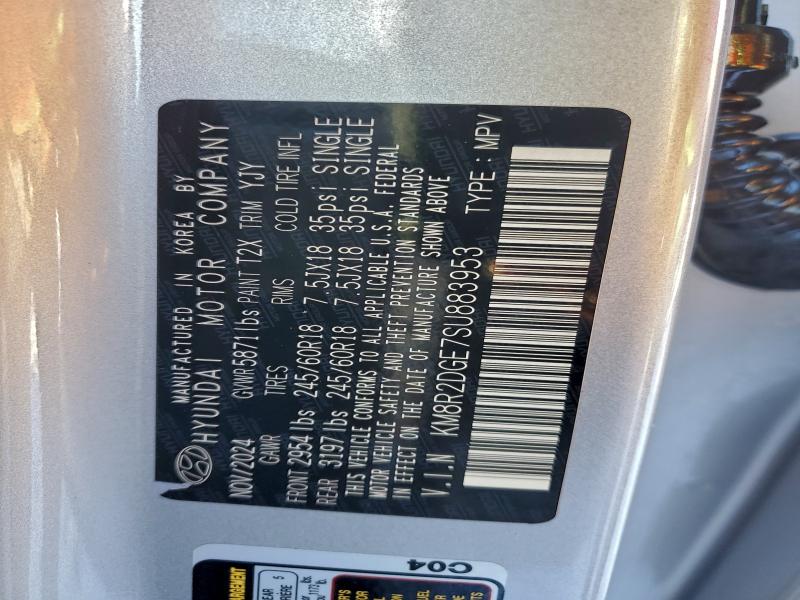 MANUFACTURED IN KOREA BY
HYUNDAI MOTOR COMPANY
NOV/2024 GVWR 5871 lbs PAINT T2X TRIM YJY
GAWR TIRES RIMS COLD TIRE INFL
FRONT 2954 lbs 245/60R18 7.5JX18 35psi SINGLE
REAR 3197 lbs 245/60R18 7.5JX18 35psi SINGLE
THIS VEHICLE CONFORMS TO ALL APPLICABLE U.S.A. FEDERAL
MOTOR VEHICLE SAFETY AND THEFT PREVENTION STANDARDS
IN EFFECT ON THE DATE OF MANUFACTURE SHOWN ABOVE
V.I.N KM8R2DGE7SU883953 TYPE : MPV
C04